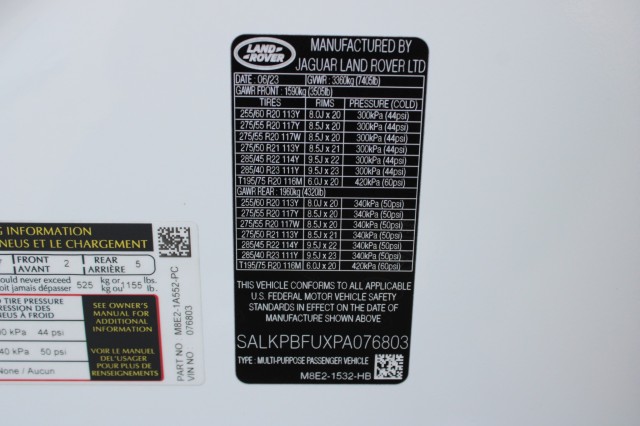 LAND ROVER
MANUFACTURED BY
JAGUAR LAND ROVER LTD
DATE : 06/23 GVWR : 3360kg (7405lb)
GAWR FRONT : 1590kg (3505lb)
TIRES RIMS PRESSURE (COLD)
255/60 R20 113Y 8.0J x 20 300kPa (44psi)
275/55 R20 117Y 8.5J x 20 300kPa (44psi)
275/55 R20 117W 8.5J x 20 300kPa (44psi)
275/50 R21 113Y 8.5J x 21 300kPa (44psi)
285/45 R22 114Y 9.5J x 22 300kPa (44psi)
285/40 R23 111Y 9.5J x 23 300kPa (44psi)
T195/75 R20 116M 6.0J x 20 420kPa (60psi)
GAWR REAR : 1960kg (4320lb)
255/60 R20 113Y 8.0J x 20 340kPa (50psi)
275/55 R20 117Y 8.5J x 20 340kPa (50psi)
275/55 R20 117W 8.5J x 20 340kPa (50psi)
275/50 R21 113Y 8.5J x 21 340kPa (50psi)
285/45 R22 114Y 9.5J x 22 340kPa (50psi)
285/40 R23 111Y 9.5J x 23 340kPa (50psi)
T195/75 R20 116M 6.0J x 20 420kPa (60psi)
THIS VEHICLE CONFORMS TO ALL APPLICABLE
U.S. FEDERAL MOTOR VEHICLE SAFETY
STANDARDS IN EFFECT ON THE DATE
OF MANUFACTURE SHOWN ABOVE
SALKPBFUXPA076803
TYPE : MULTI-PURPOSE PASSENGER VEHICLE
M8E2-1532-HB
G INFORMATION
NEUS ET LE CHARGEMENT
FRONT AVANT 2 REAR ARRIÈRE 5
ould never exceed 525 kg or kg ou 155 lbs. lb.
TIRE PRESSURE
NEUS À FROID
0 kPa 44 psi
40 kPa 50 psi
None / Aucun
SEE OWNER'S
MANUAL FOR
ADDITIONAL
INFORMATION
VOIR LE MANUEL
DE L'USAGER
POUR PLUS DE
RENSEIGNEMENTS
M8E2-1A552-PC
VIN NO 076803